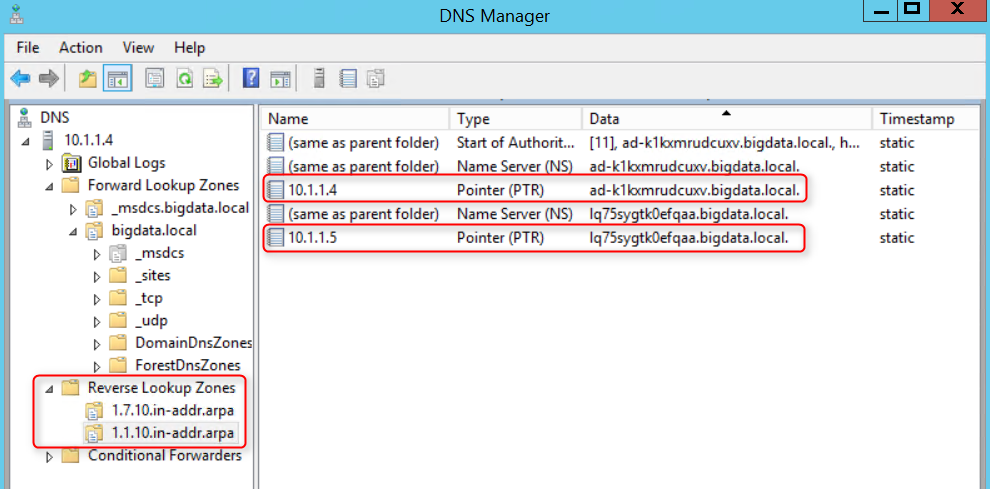 DNS Manager
X
File Action View Help
DNS
10.1.1.4
Global Logs
Forward Lookup Zones
_msdcs.bigdata.local
bigdata.local
_msdcs
_sites
_tcp
_udp
DomainDnsZones
ForestDnsZones
Reverse Lookup Zones
1.7.10.in-addr.arpa
1.1.10.in-addr.arpa
Conditional Forwarders
Name Type Data Timestamp
(same as parent folder) Start of Authorit... [11], ad-k1kxmrudcuxv.bigdata.local., h... static
(same as parent folder) Name Server (NS) ad-k1kxmrudcuxv.bigdata.local. static
10.1.1.4 Pointer (PTR) ad-k1kxmrudcuxv.bigdata.local. static
(same as parent folder) Name Server (NS) lq75sygtk0efqaa.bigdata.local. static
10.1.1.5 Pointer (PTR) lq75sygtk0efqaa.bigdata.local. static